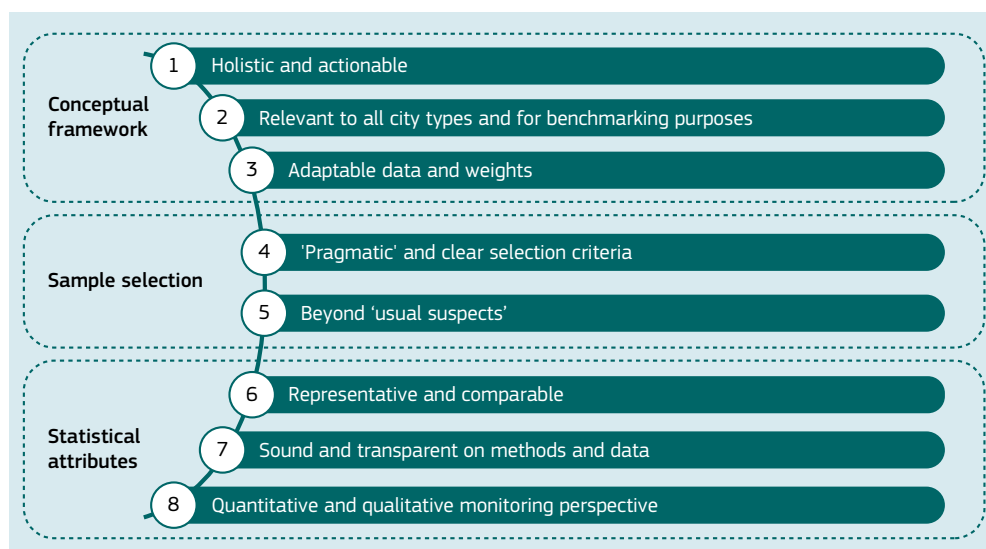 Conceptual
framework
1 Holistic and actionable
2 Relevant to all city types and for benchmarking purposes
3 Adaptable data and weights
Sample selection
4 'Pragmatic' and clear selection criteria
5 Beyond ‘usual suspects’
Statistical
attributes
6 Representative and comparable
7 Sound and transparent on methods and data
8 Quantitative and qualitative monitoring perspective